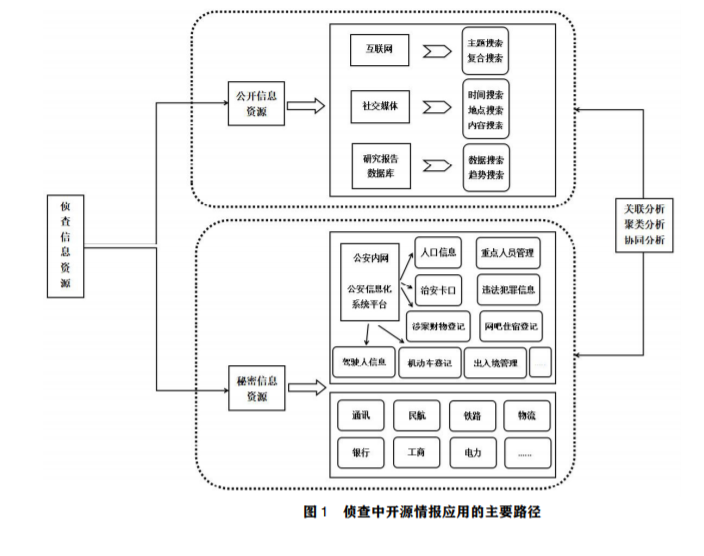 侦
查
信
息
资
源
公开信息
资源
互联网
主题搜索
复合搜索
社交媒体
时间搜索
地点搜索
内容搜索
研究报告
数据库
数据搜索
趋势搜索
关联分析
聚类分析
协同分析
秘密信息
资源
公安内网
公安信息化
系统平台
人口信息
重点人员管理
治安卡口
违法犯罪信息
涉案财物登记
网吧住宿登记
驾驶人信息
机动车登记
出入境管理
......
通讯
民航
铁路
物流
银行
工商
电力
......
图 1 侦查中开源情报应用的主要路径